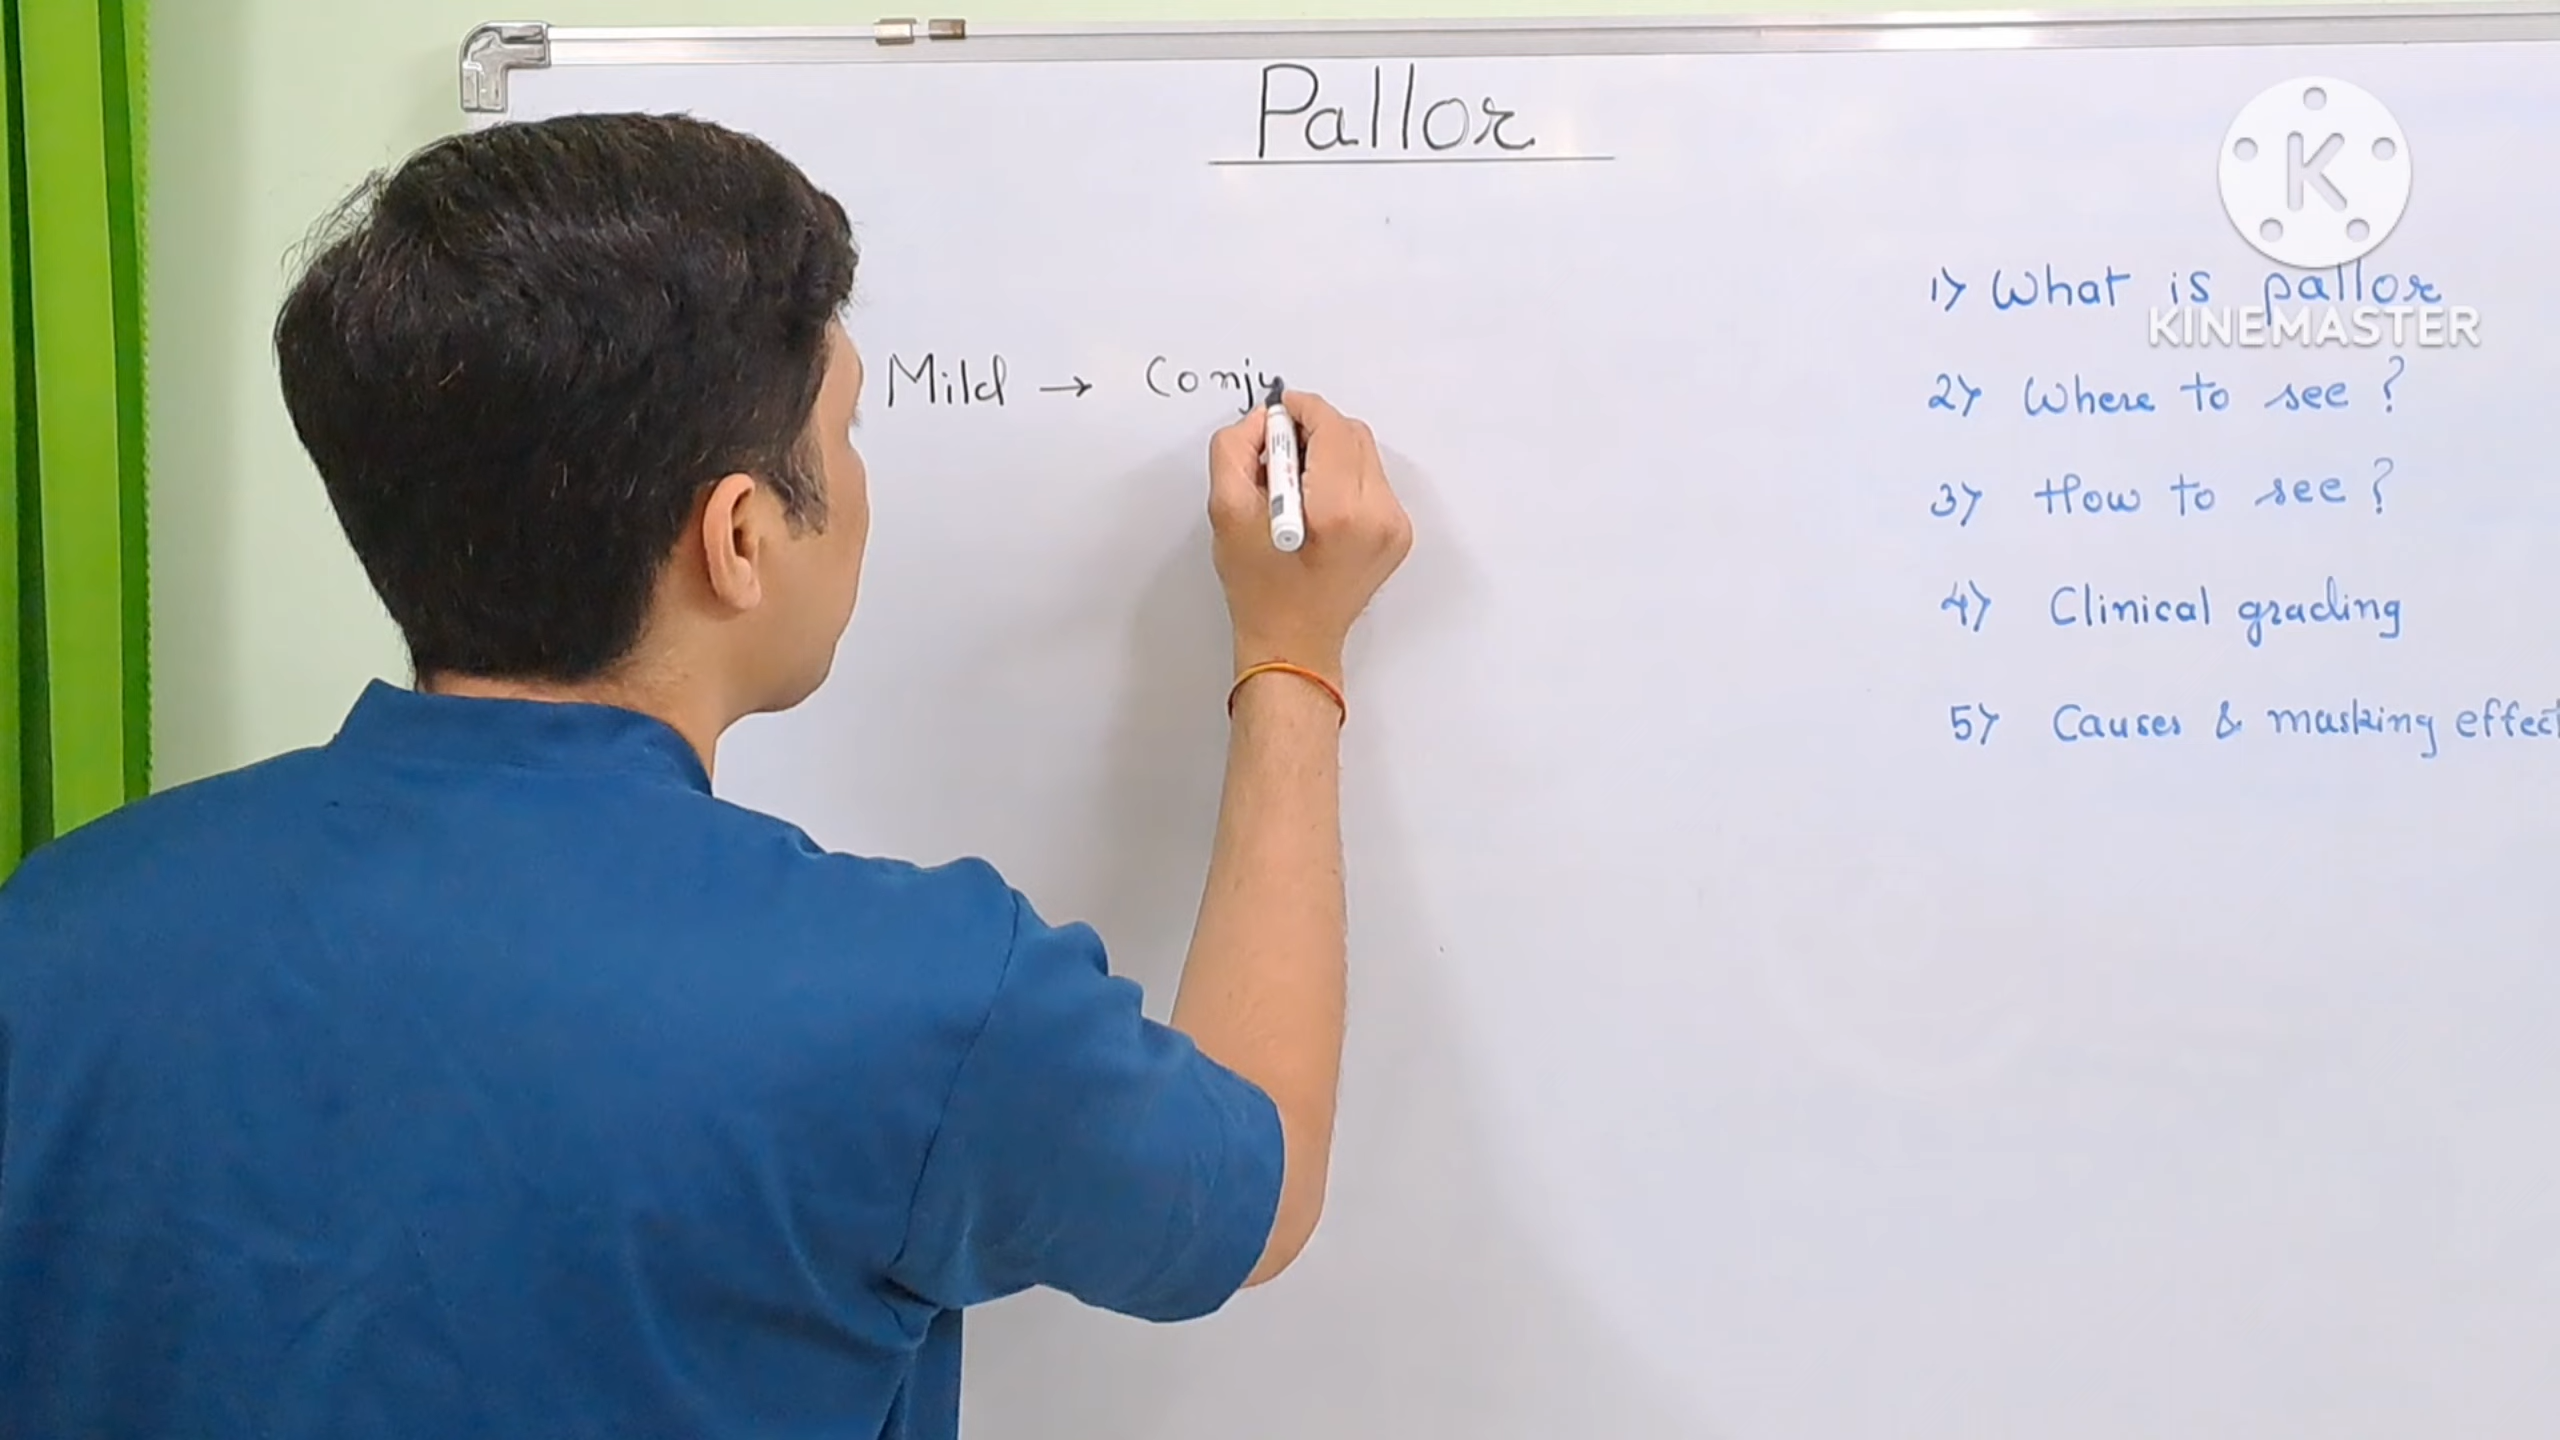 Pallor
Mild → Conju
1> What is pallor
2> Where to see ?
3> How to see ?
4> Clinical grading
5> Causes & masking effect
K
KINEMASTER